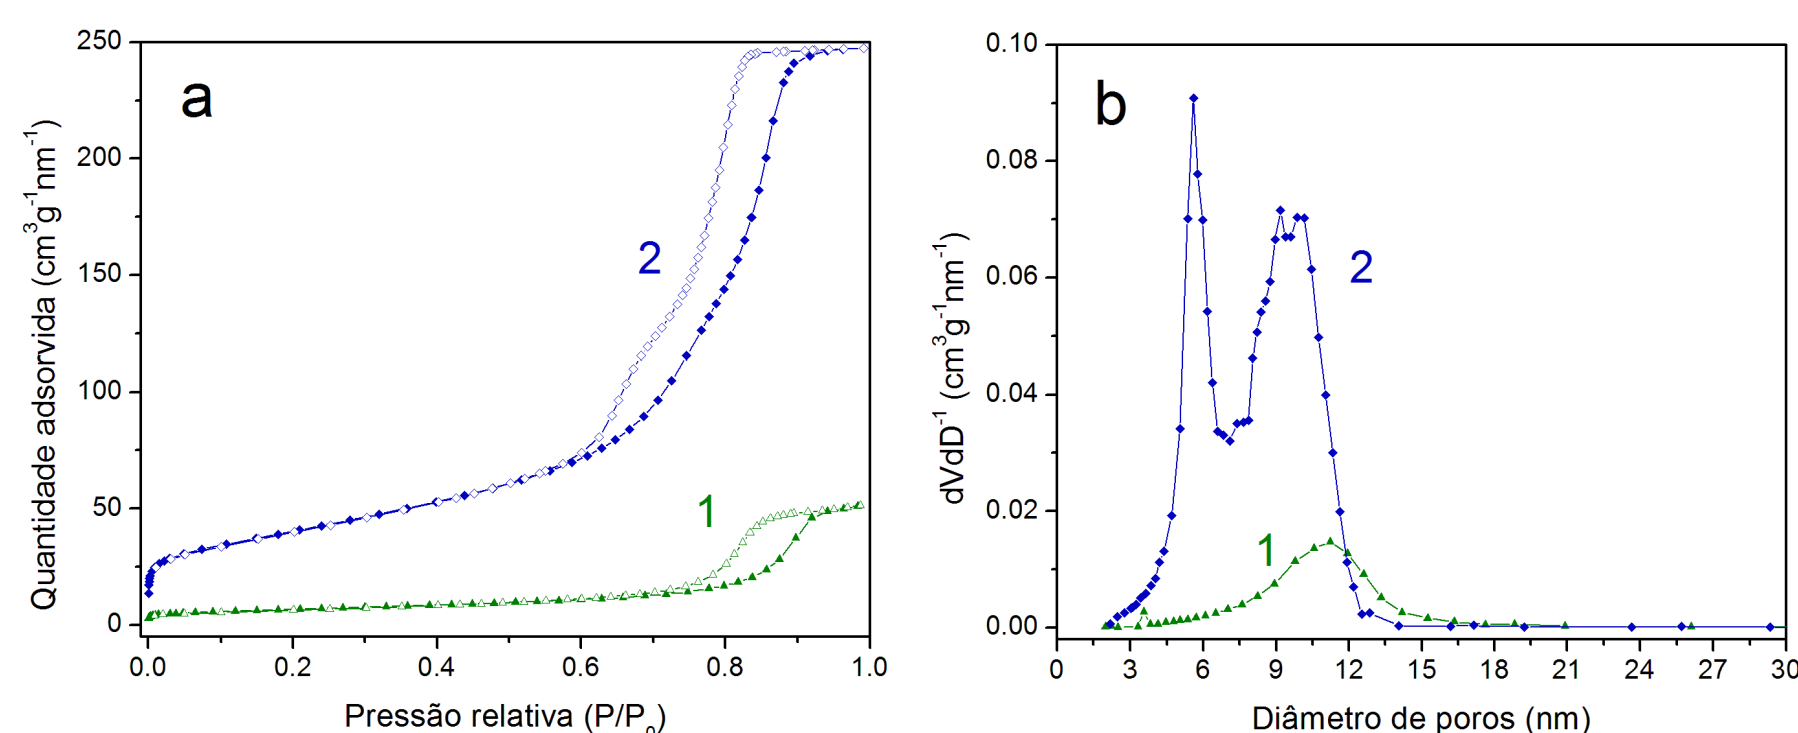 a
250
200
150
100
50
0
0.0 0.2 0.4 0.6 0.8 1.0
Quantidade adsorvida (cm³g⁻¹nm⁻¹)
Pressão relativa (P/P₀)
2
1
b
0.10
0.08
0.06
0.04
0.02
0.00
0 3 6 9 12 15 18 21 24 27 30
dVdD⁻¹ (cm³g⁻¹nm⁻¹)
Diâmetro de poros (nm)
2
1